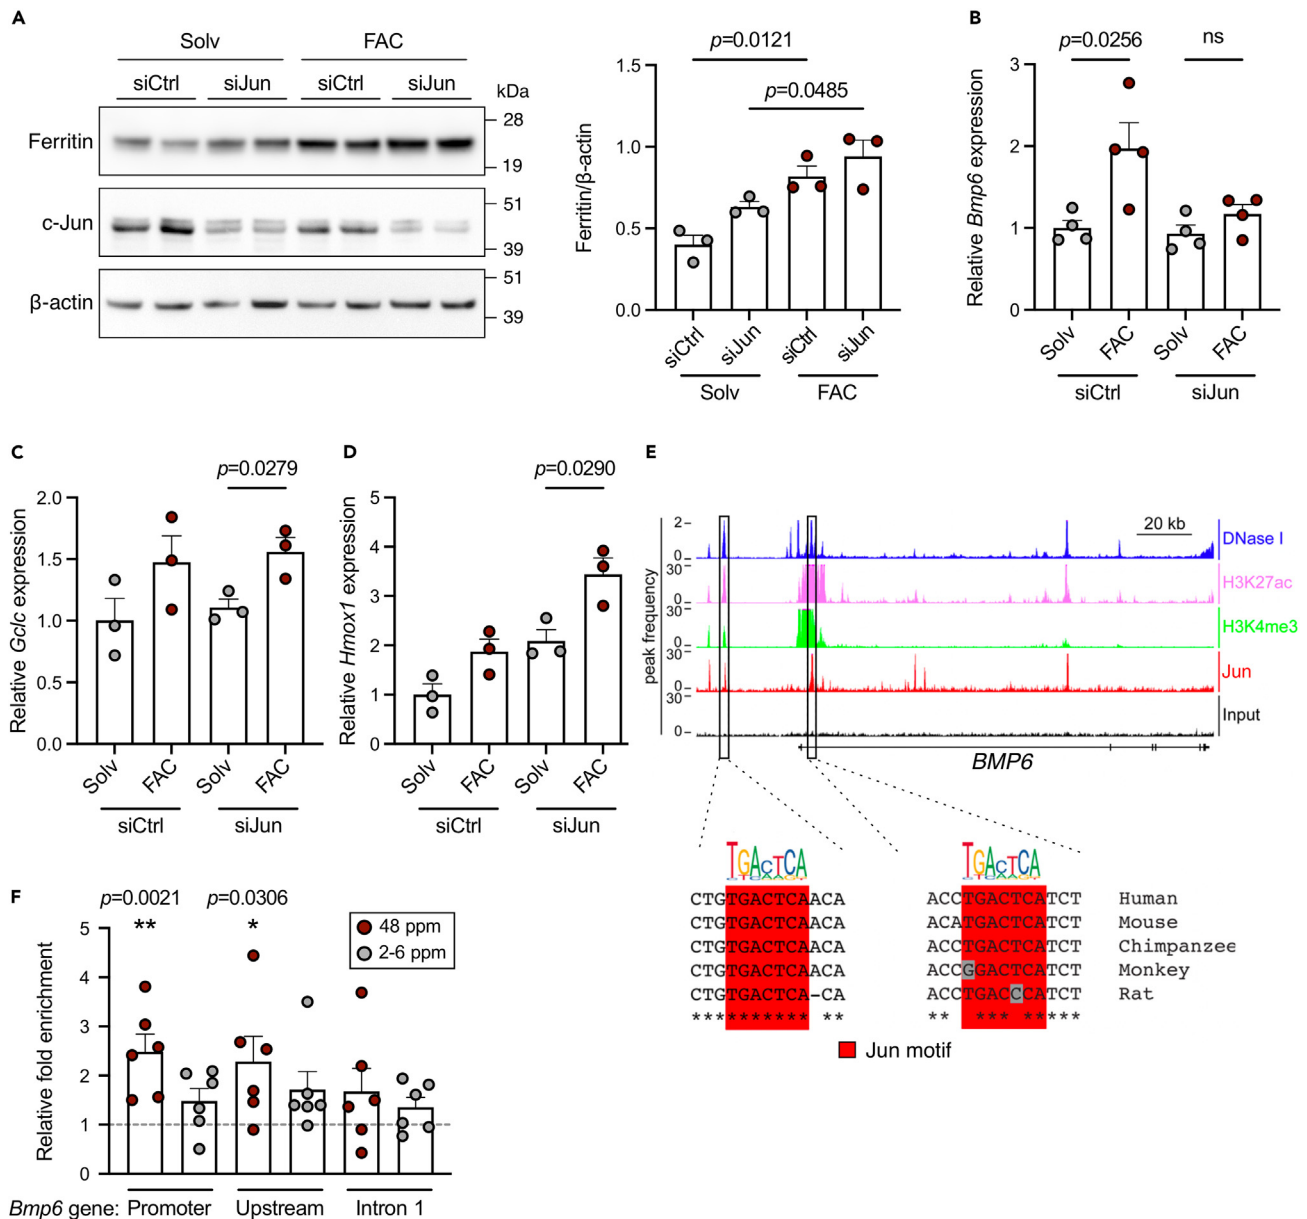 A
Solv FAC
siCtrl siJun siCtrl siJun
kDa
Ferritin
28
19
c-Jun
51
39
β-actin
51
39
p=0.0121
p=0.0485
Ferritin/β-actin
1.5
1.0
0.5
0.0
siCtrl siJun siCtrl siJun
Solv FAC
B
p=0.0256 ns
Relative Bmp6 expression
3
2
1
0
Solv FAC Solv FAC
siCtrl siJun
C
p=0.0279
Relative Gclc expression
2.0
1.5
1.0
0.5
0.0
Solv FAC Solv FAC
siCtrl siJun
D
p=0.0290
Relative Hmox1 expression
5
4
3
2
1
0
Solv FAC Solv FAC
siCtrl siJun
E
peak frequency
20 kb
2
0
DNase I
30
0
H3K27ac
30
0
H3K4me3
30
0
Jun
30
0
Input
BMP6
TGACTCA TGACTCA
CTGTGACTCAACA ACCTGACTCATCT Human
CTGTGACTCAACA ACATGACTCATCT Mouse
CTGTGACTCAACA ACCTGACTCATCT Chimpanzee
CTGTGACTCAACA ACCGGACTCATCT Monkey
CTGTGACTCA-CA ACCTGACCCATCT Rat
********** ** ** *** *****
Jun motif
F
p=0.0021 p=0.0306
** *
48 ppm
2-6 ppm
Relative fold enrichment
5
4
3
2
1
0
Bmp6 gene: Promoter Upstream Intron 1